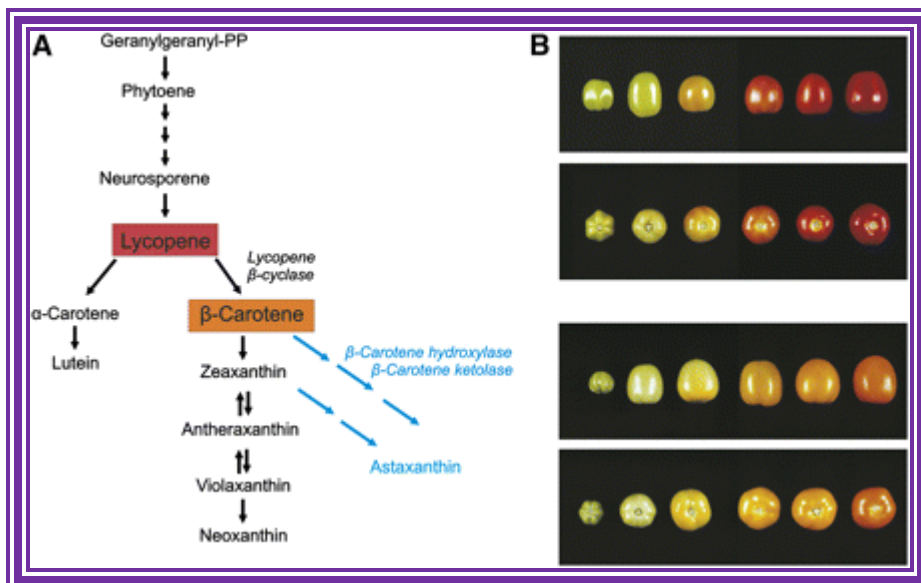 A
Geranylgeranyl-PP
Phytoene
Neurosporene
Lycopene
Lycopene
β-cyclase
α-Carotene
β-Carotene
Lutein
β-Carotene hydroxylase
β-Carotene ketolase
Zeaxanthin
Antheraxanthin
Astaxanthin
Violaxanthin
Neoxanthin
B